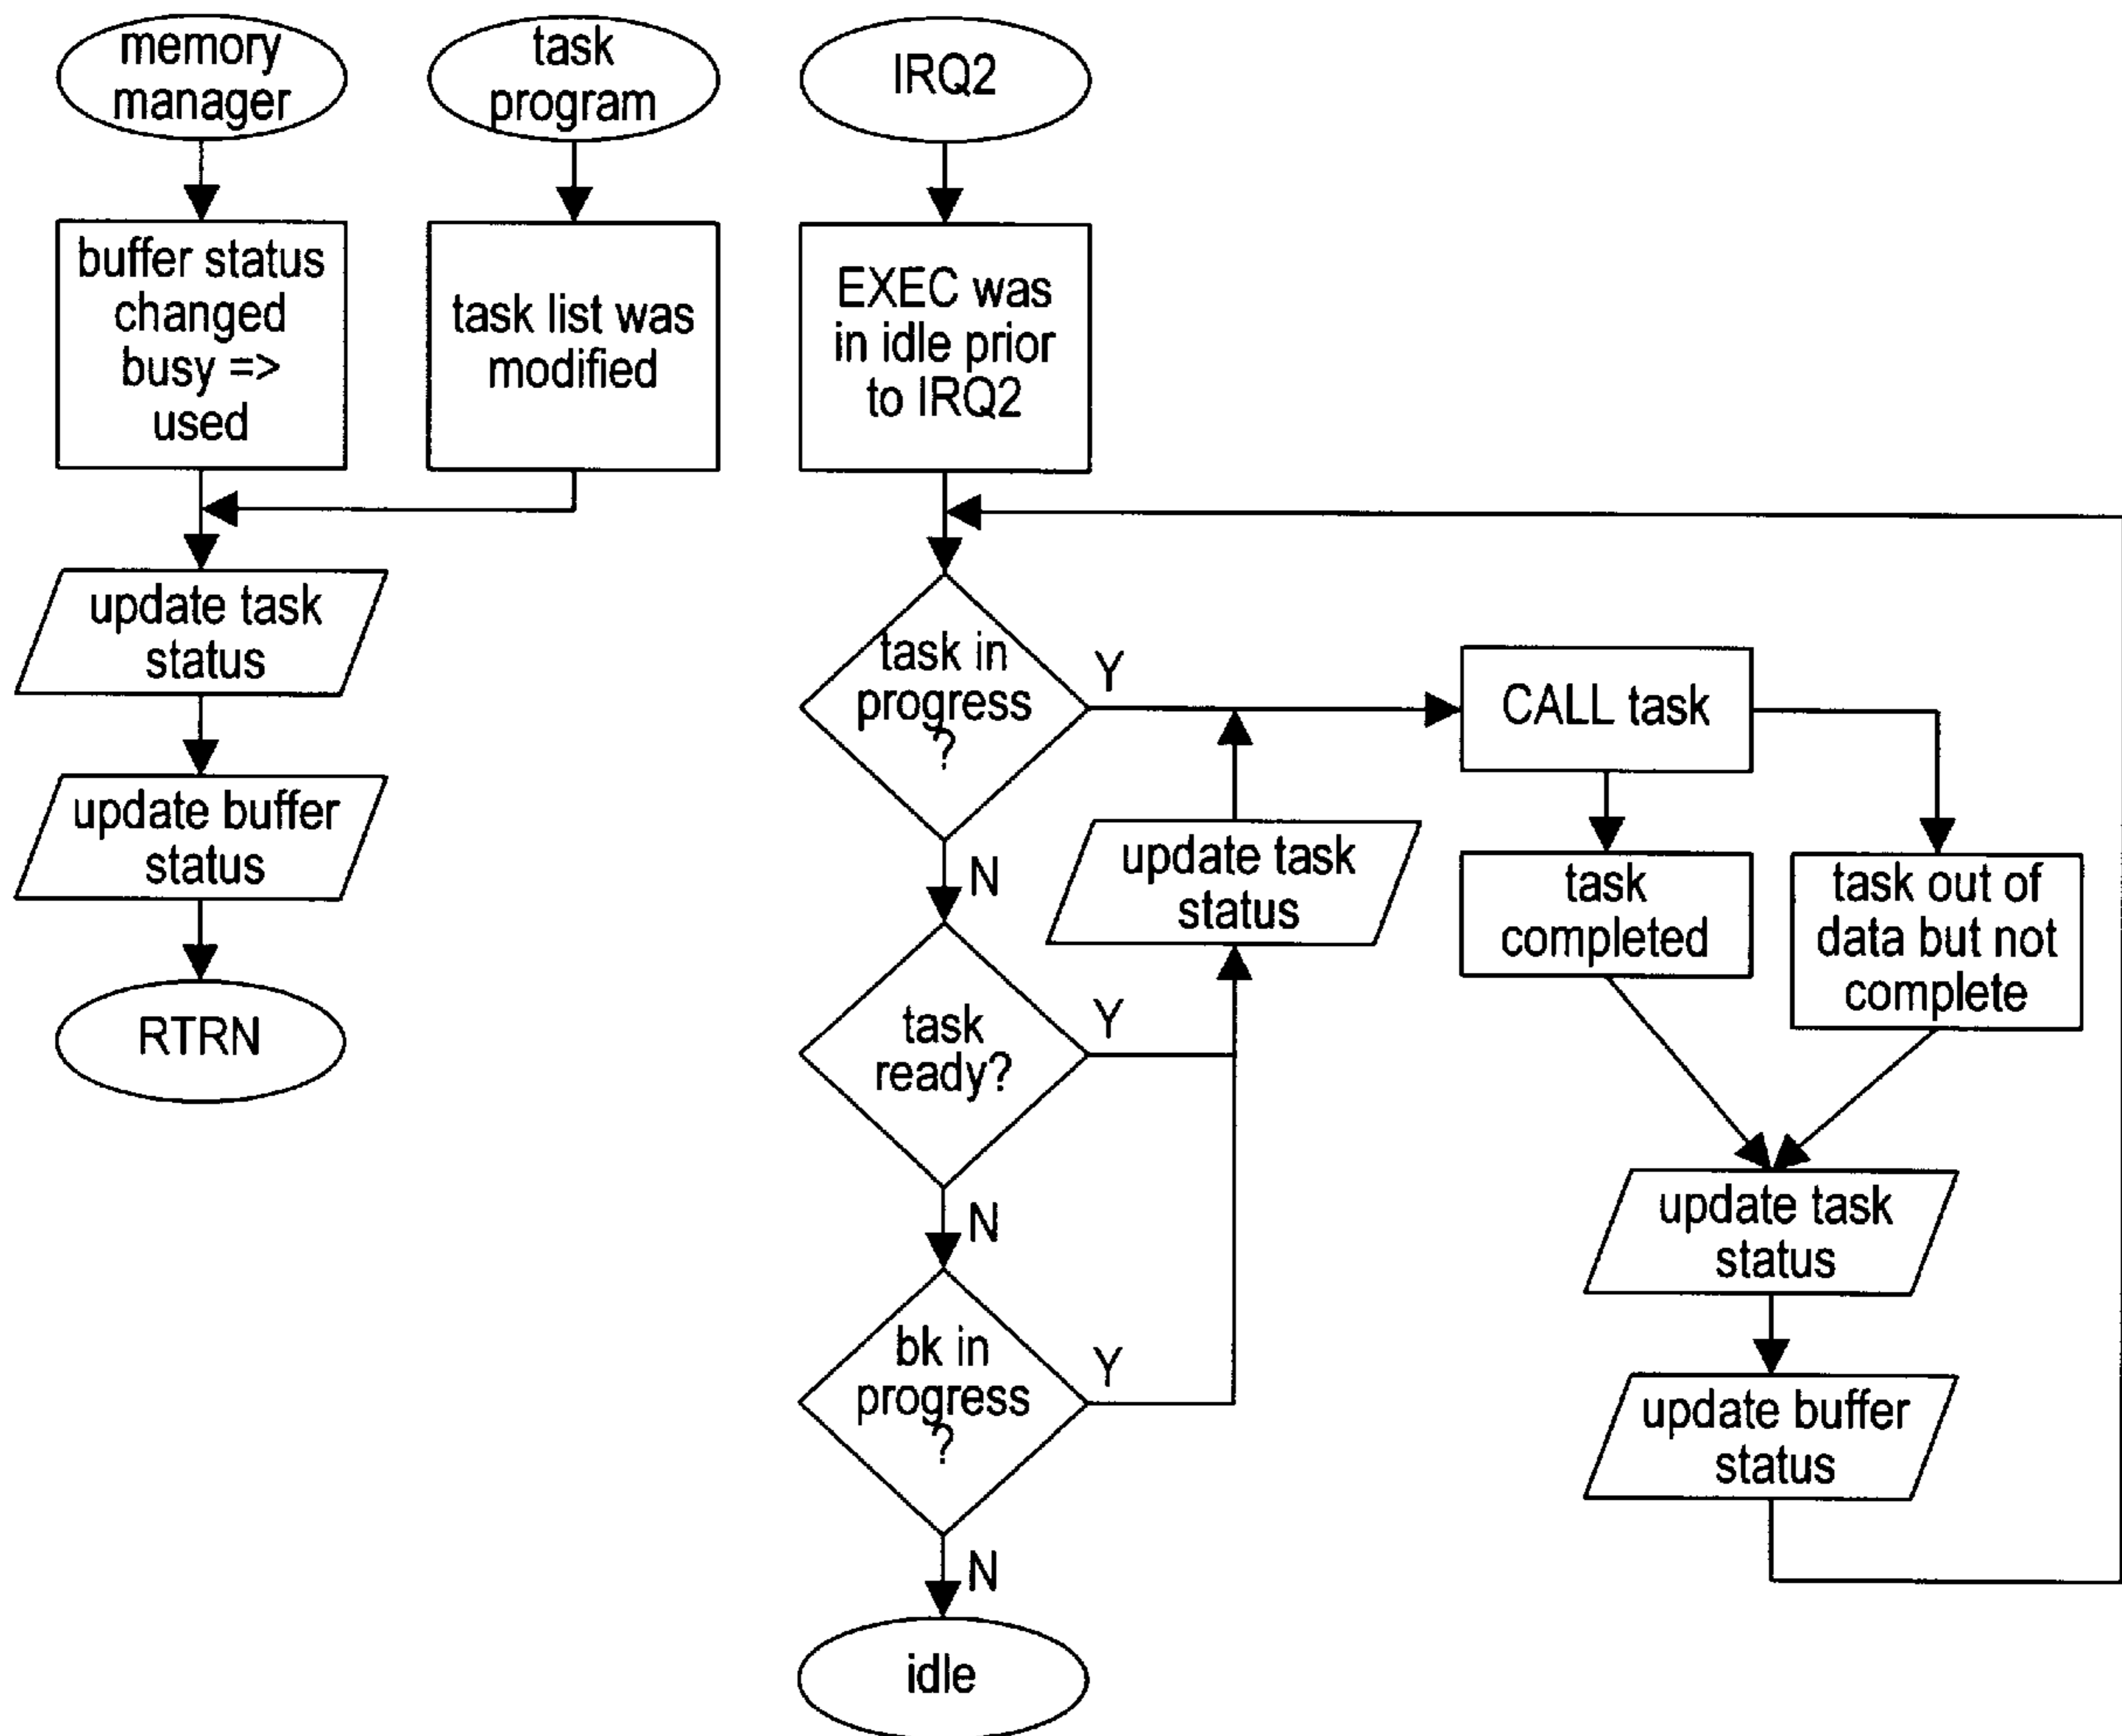 memory
manager
task
program
IRQ2
buffer status
changed
busy =>
used
task list was
modified
EXEC was
in idle prior
to IRQ2
update task
status
update buffer
status
RTRN
task in
progress
?
Y
N
CALL task
update task
status
task
completed
task out of
data but not
complete
task
ready?
Y
N
bk in
progress
?
Y
N
idle
update task
status
update buffer
status